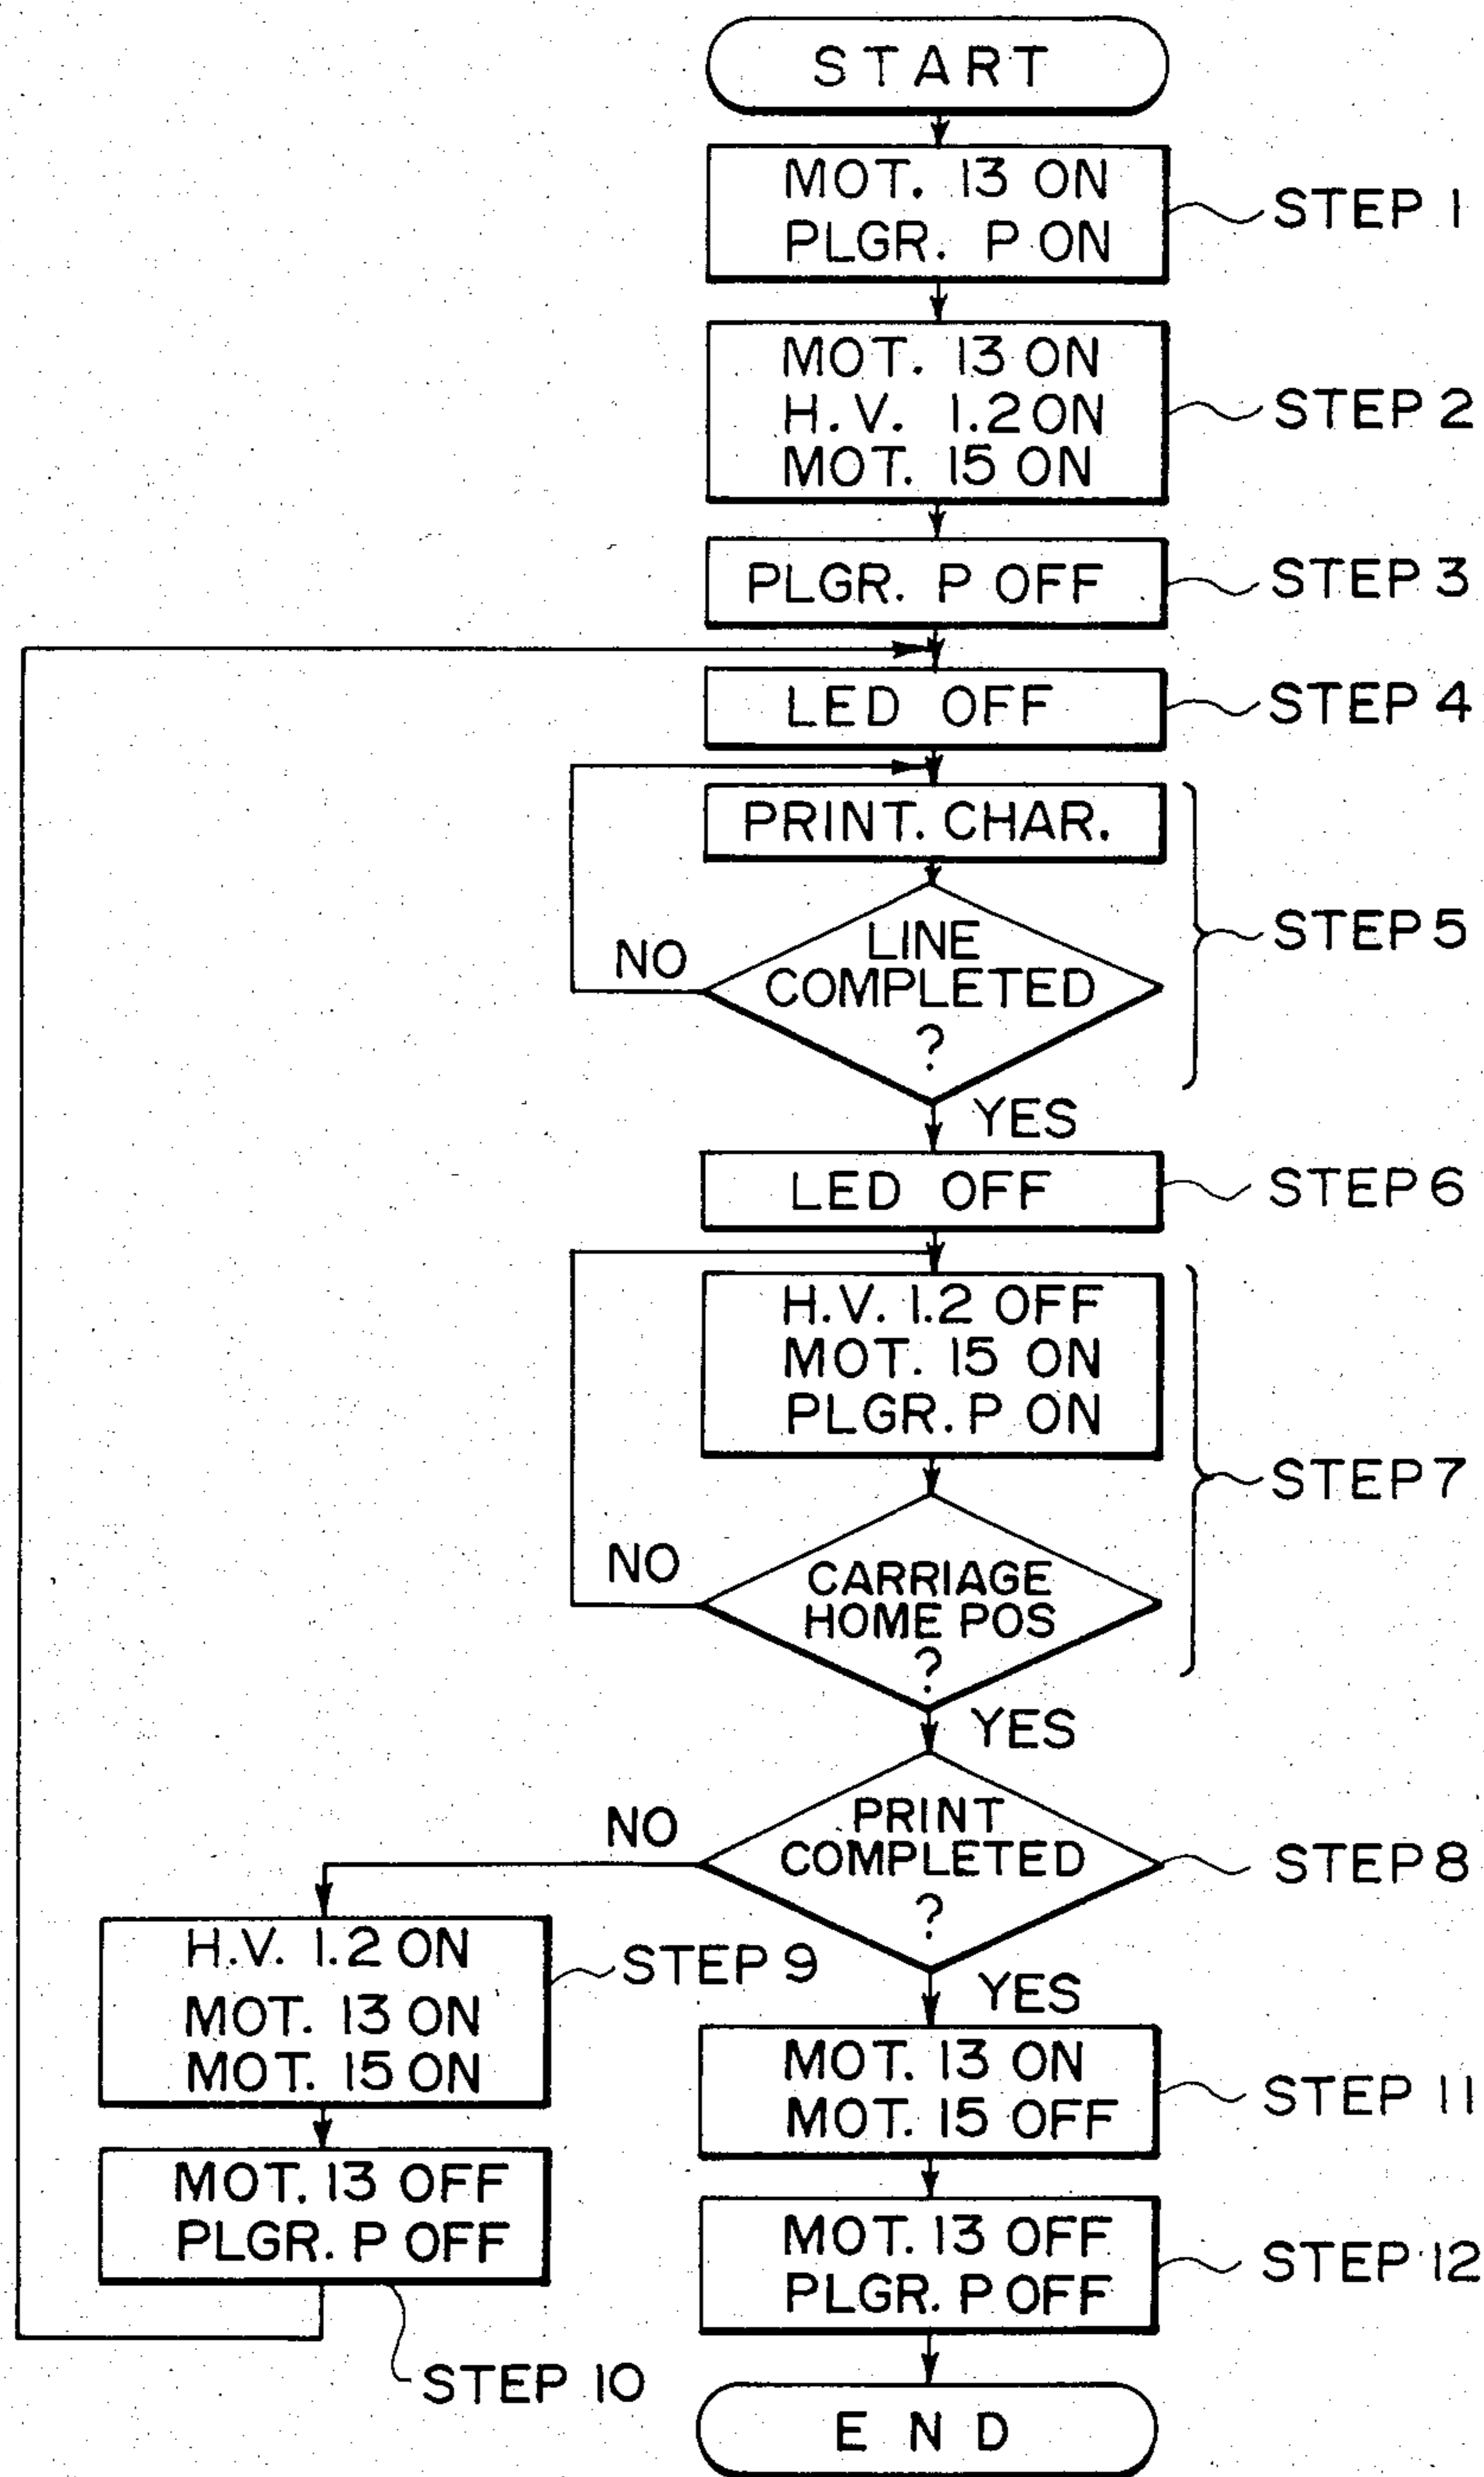 START
MOT. 13 ON
PLGR. P ON
STEP 1
MOT. 13 ON
H.V. 1.2 ON
MOT. 15 ON
STEP 2
PLGR. P OFF
STEP 3
LED OFF
STEP 4
PRINT. CHAR.
LINE
COMPLETED
?
NO
STEP 5
YES
LED OFF
STEP 6
H.V. 1.2 OFF
MOT. 15 ON
PLGR. P ON
CARRIAGE
HOME POS
?
NO
STEP 7
YES
PRINT
COMPLETED
?
NO
STEP 8
H.V. 1.2 ON
MOT. 13 ON
MOT. 15 ON
STEP 9
YES
MOT. 13 ON
MOT. 15 OFF
STEP 11
MOT. 13 OFF
PLGR. P OFF
STEP 10
MOT. 13 OFF
PLGR. P OFF
STEP 12
END